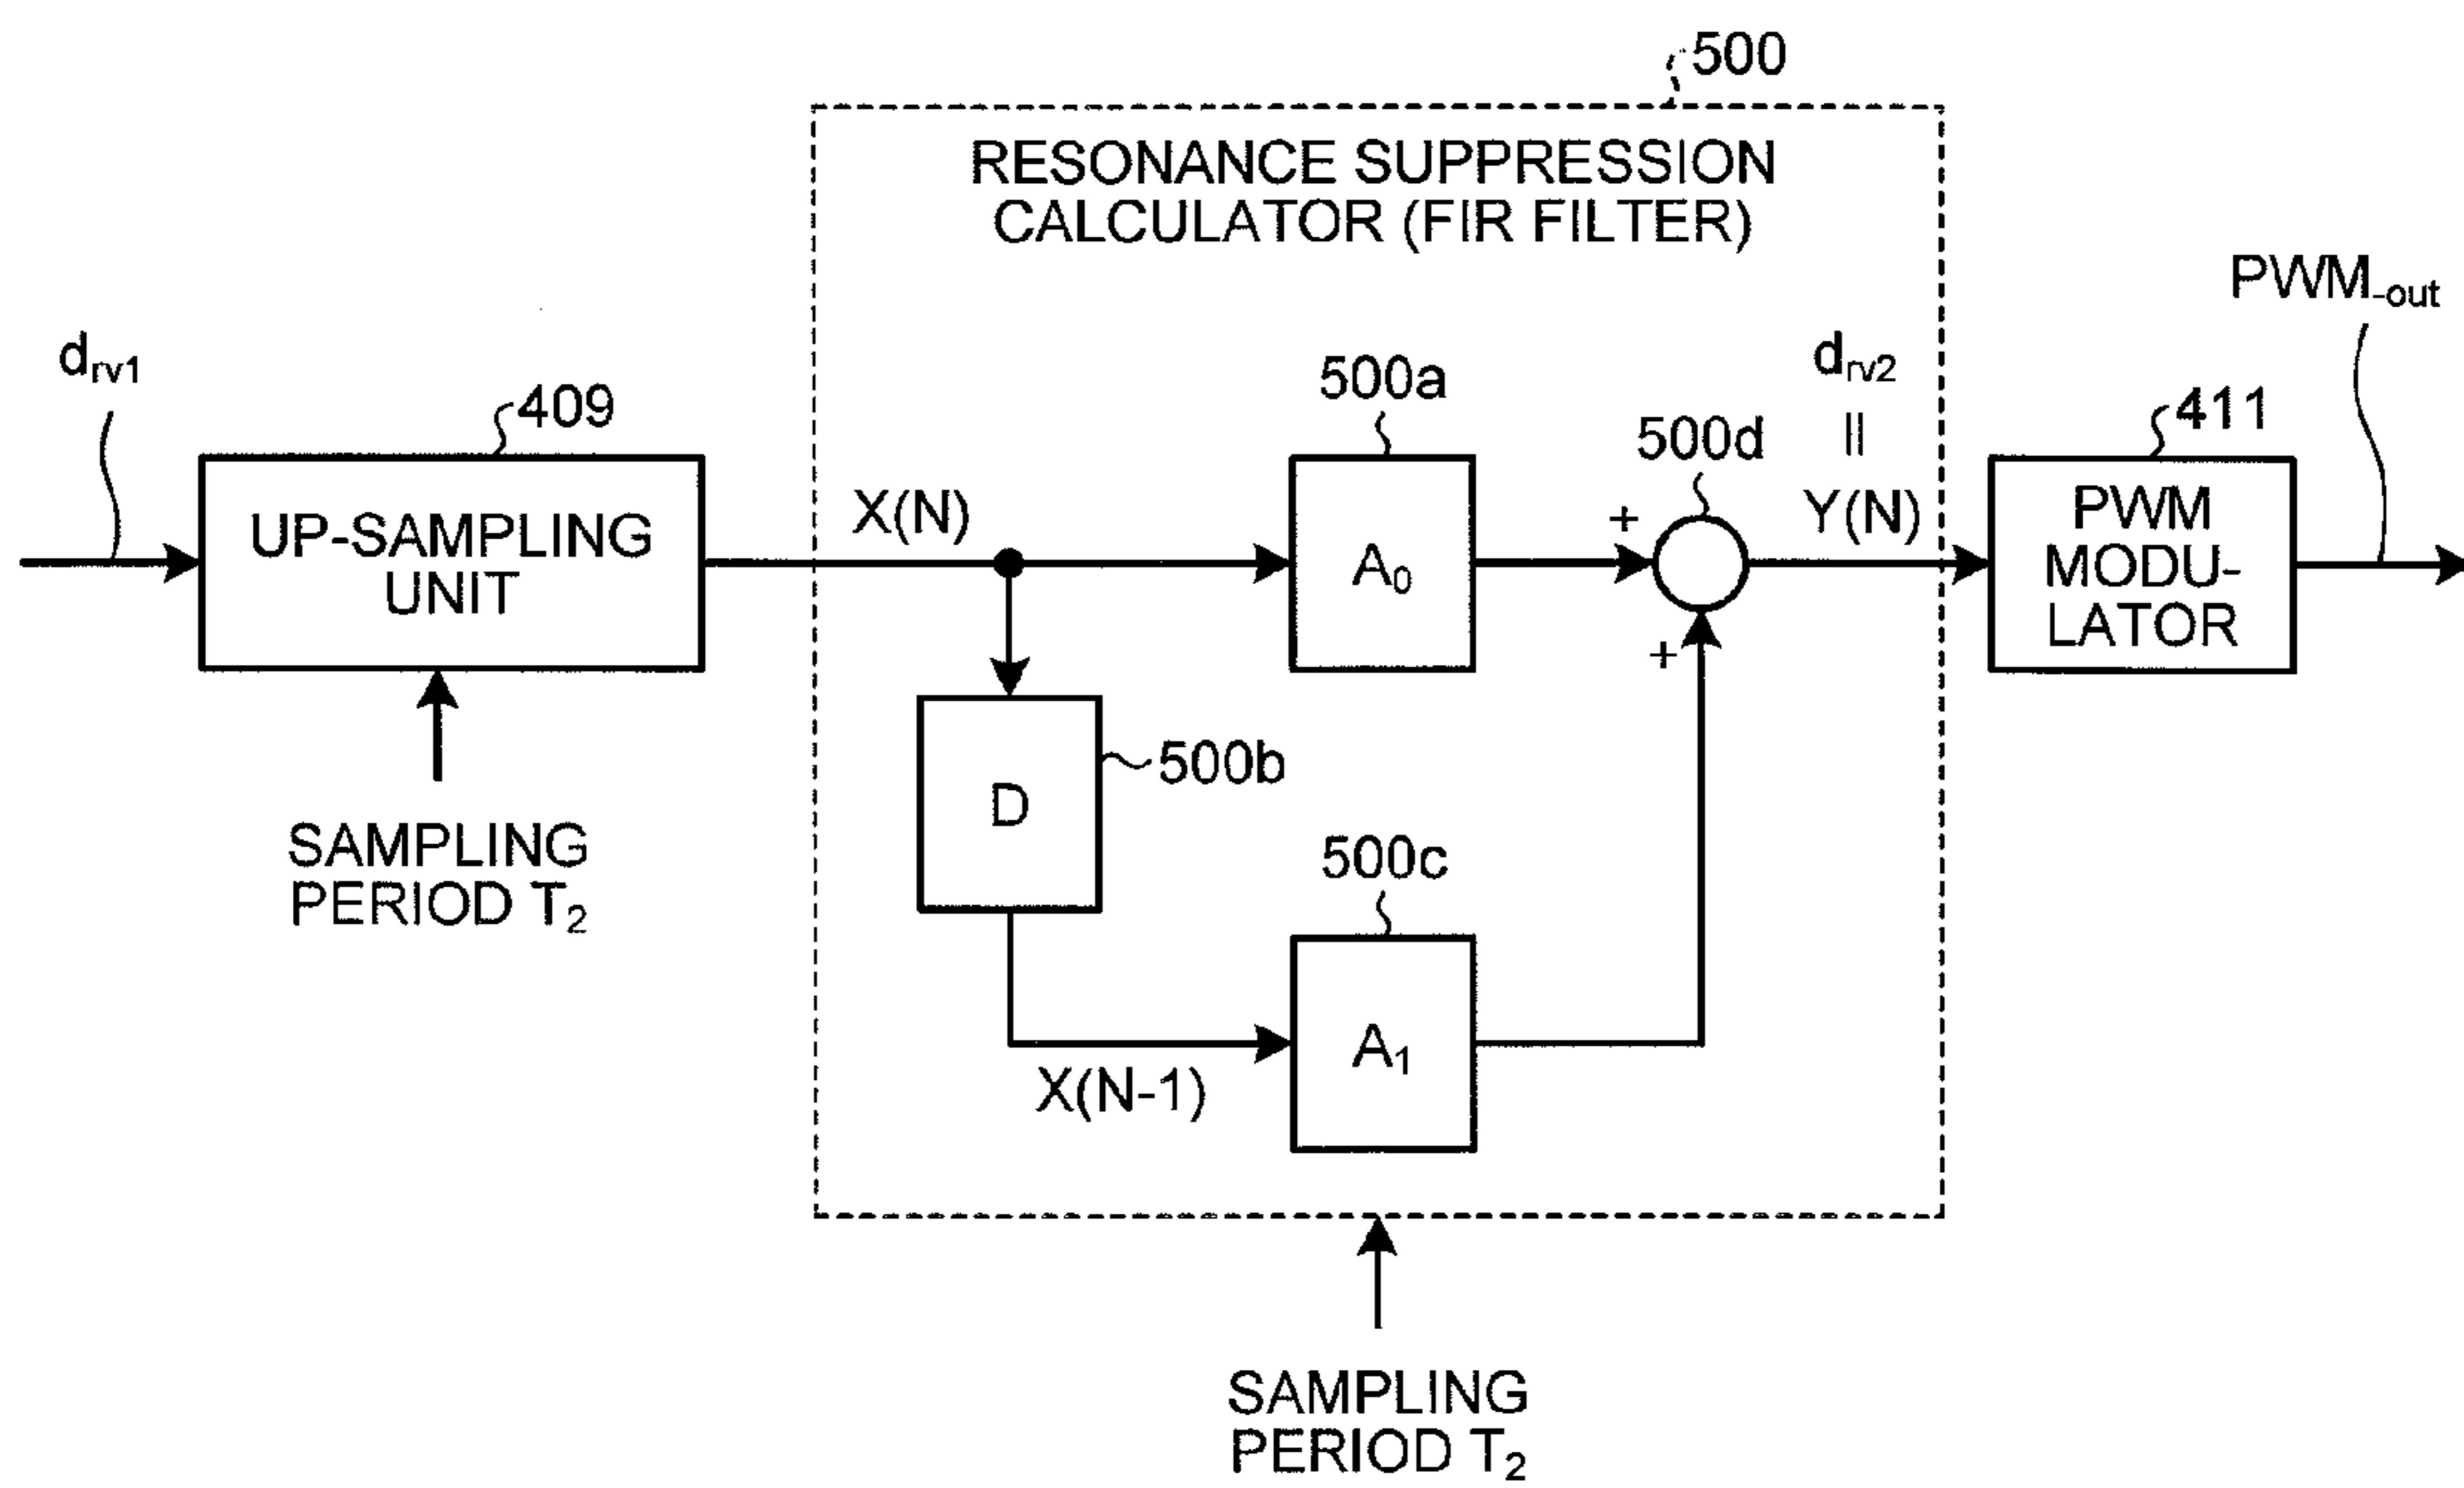 500
RESONANCE SUPPRESSION
CALCULATOR (FIR FILTER)
PWM-out
drv1
409
500a
drv2
=
500d
411
UP-SAMPLING
UNIT
X(N)
A0
+
+
Y(N)
PWM
MODU-
LATOR
D
500b
SAMPLING
PERIOD T2
500c
X(N-1)
A1
SAMPLING
PERIOD T2